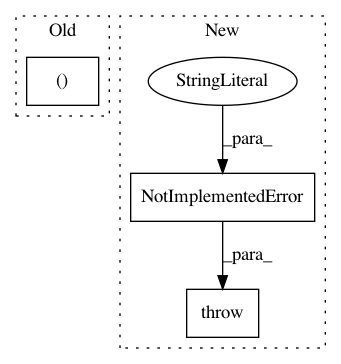 Old
New
()
StringLiteral
_para_
NotImplementedError
_para_
throw